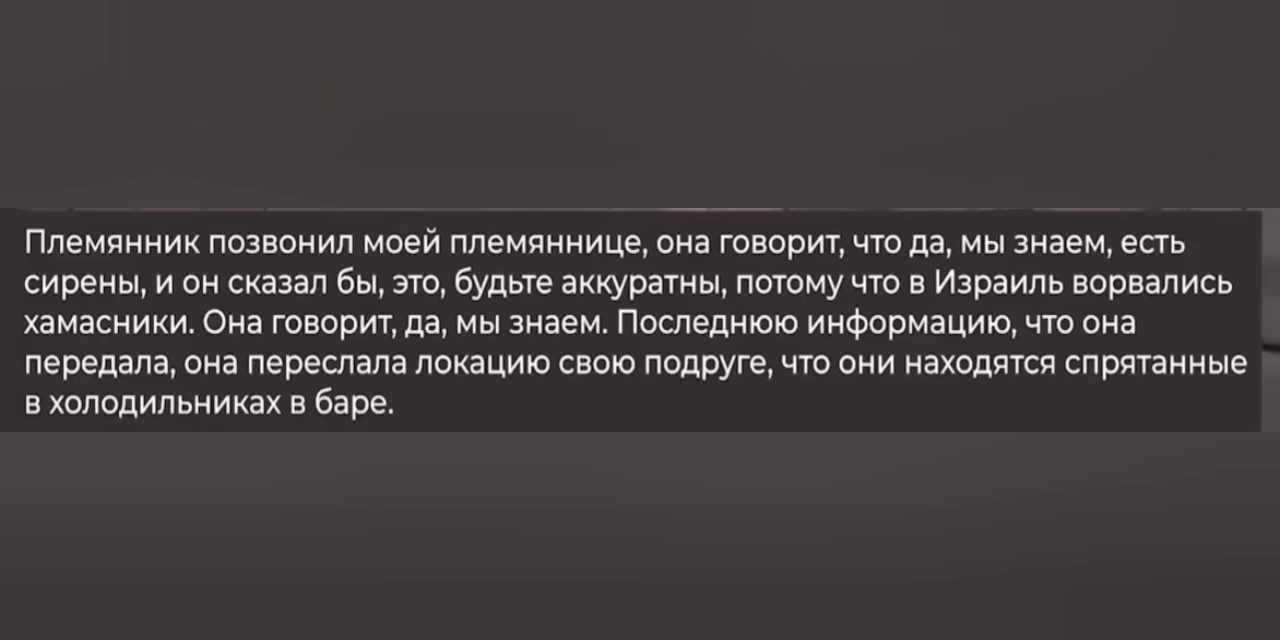 Племянник позвонил моей племяннице, она говорит, что да, мы знаем, есть
сирены, и он сказал бы, это, будьте аккуратны, потому что в Израиль ворвались
хамасники. Она говорит, да, мы знаем. Последнюю информацию, что она
передала, она переслала локацию свою подруге, что они находятся спрятанные
в холодильниках в баре.